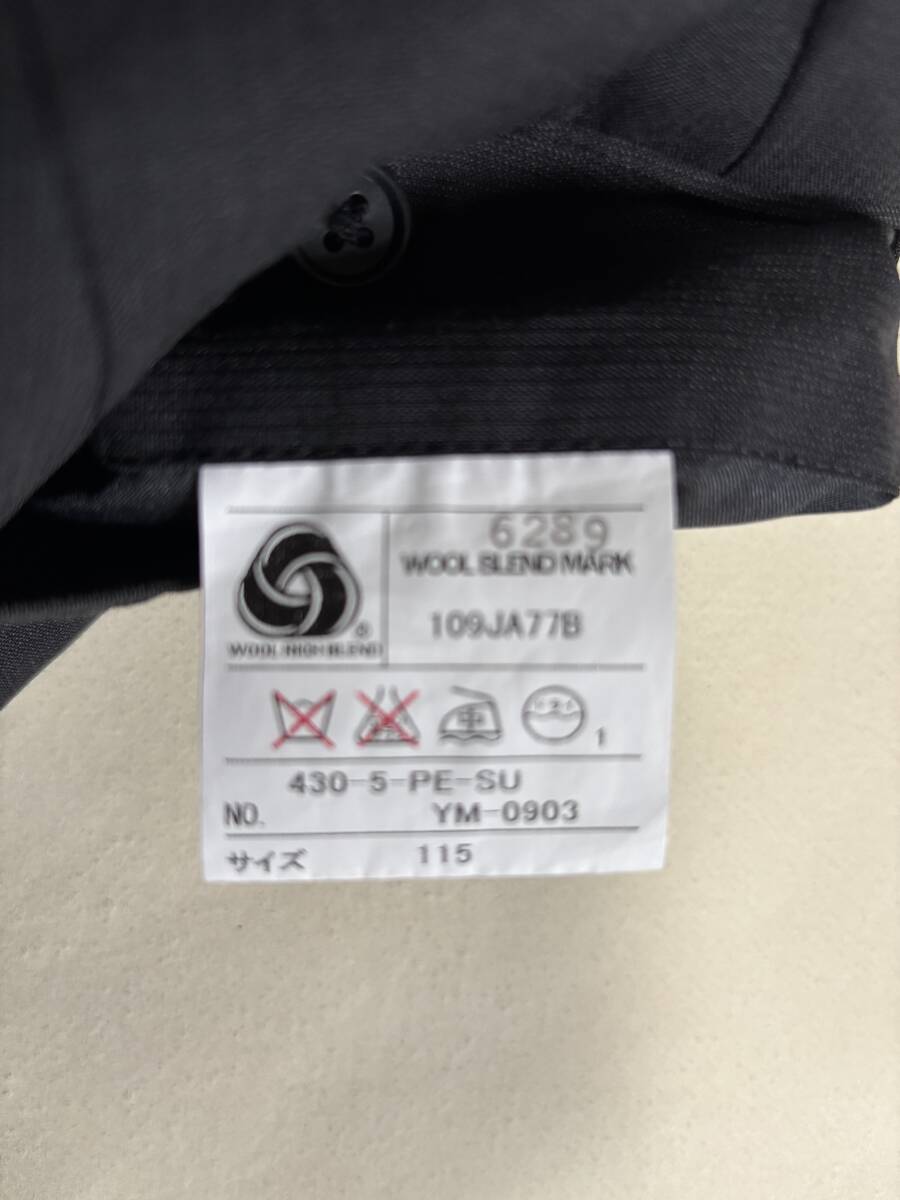 6289
WOOL BLEND MARK
109JA77B
®
WOOL HIGH BLEND
中
1
430-5-PE-SU
NO. YM-0903
サイズ 115